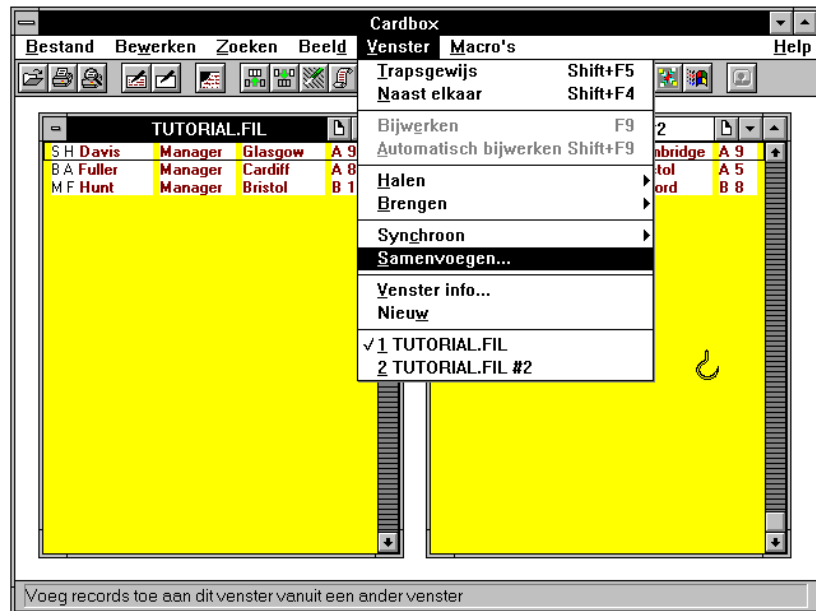 Cardbox
Bestand Bewerken Zoeken Beeld Venster Macro's Help
TUTORIAL.FIL
S H Davis Manager Glasgow A 9
B A Fuller Manager Cardiff A 8
M F Hunt Manager Bristol B 1
Trapsgewijs Shift+F5
Naast elkaar Shift+F4
Bijwerken F9
Automatisch bijwerken Shift+F9
Halen
Brengen
Synchroon
Samenvoegen...
Venster info...
Nieuw
√1 TUTORIAL.FIL
2 TUTORIAL.FIL #2
2
nbridge A 9
tol A 5
ord B 8
Voeg records toe aan dit venster vanuit een ander venster